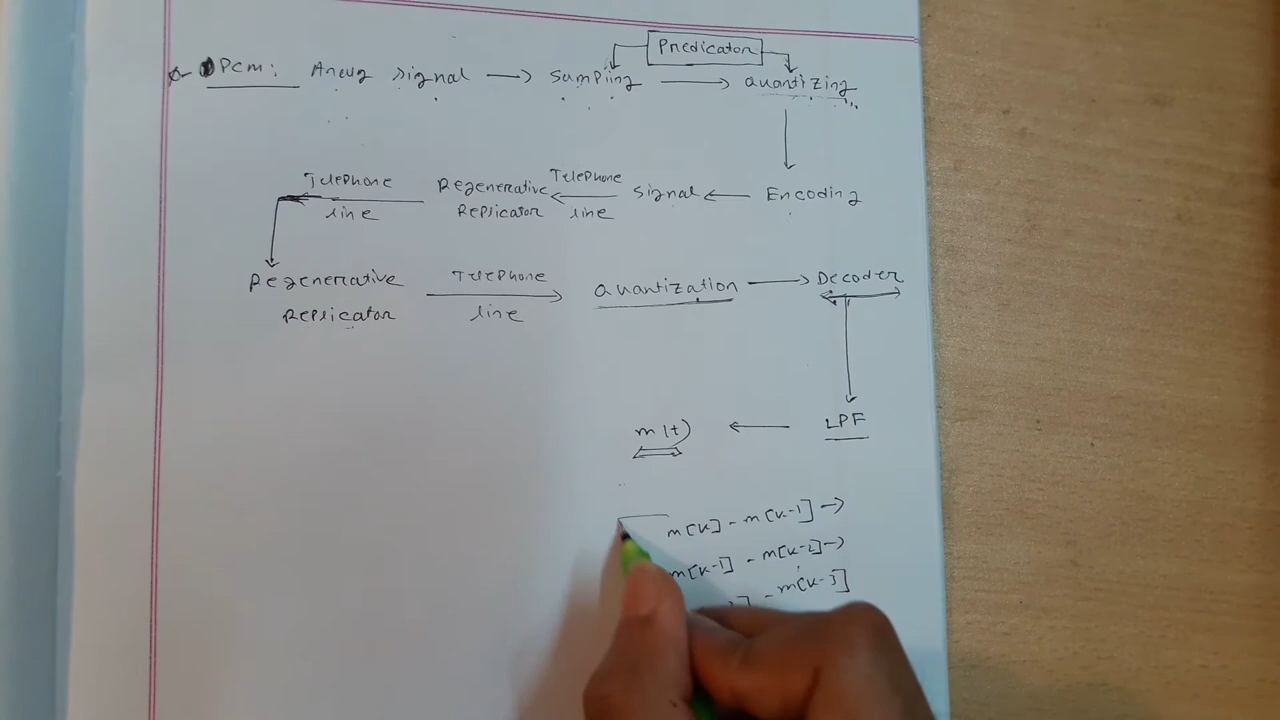 Predicator
PCM: Analog signal → Sampling → Quantizing
Telephone Regenerative Telephone signal ← Encoding
line Replicator line
Regenerative Telephone Quantization → Decoder
Replicator line
m(t) ← LPF
m[k] - m[k-1] →
m[k-1] - m[k-2] →
] - m[k-3]